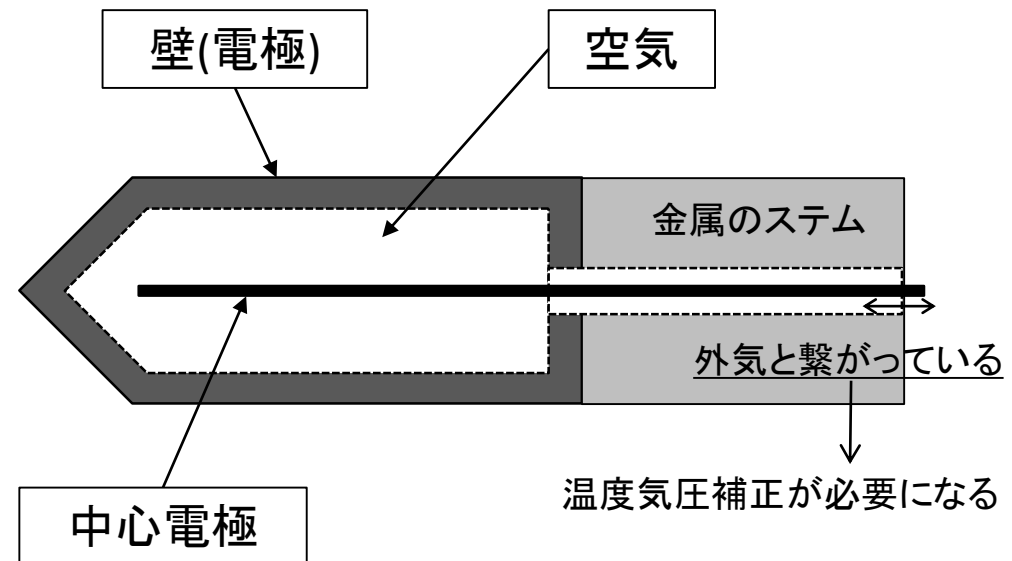 壁(電極)
空気
金属のステム
外気と繋がっている
温度気圧補正が必要になる
中心電極